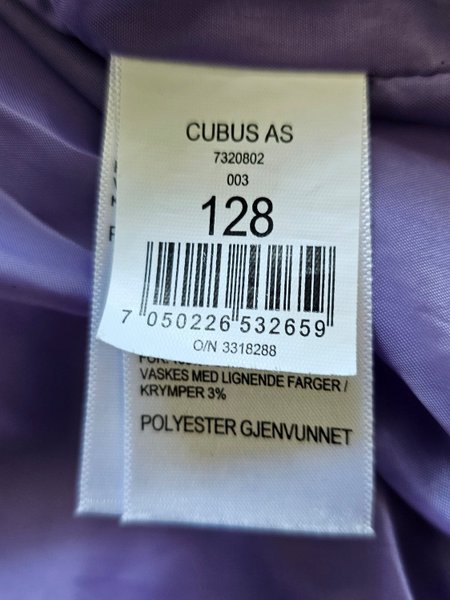 CUBUS AS
7320802
003
128
7 050226 532659
O/N 3318288
VASKES MED LIGNENDE FARGER /
KRYMPER 3%
POLYESTER GJENVUNNET